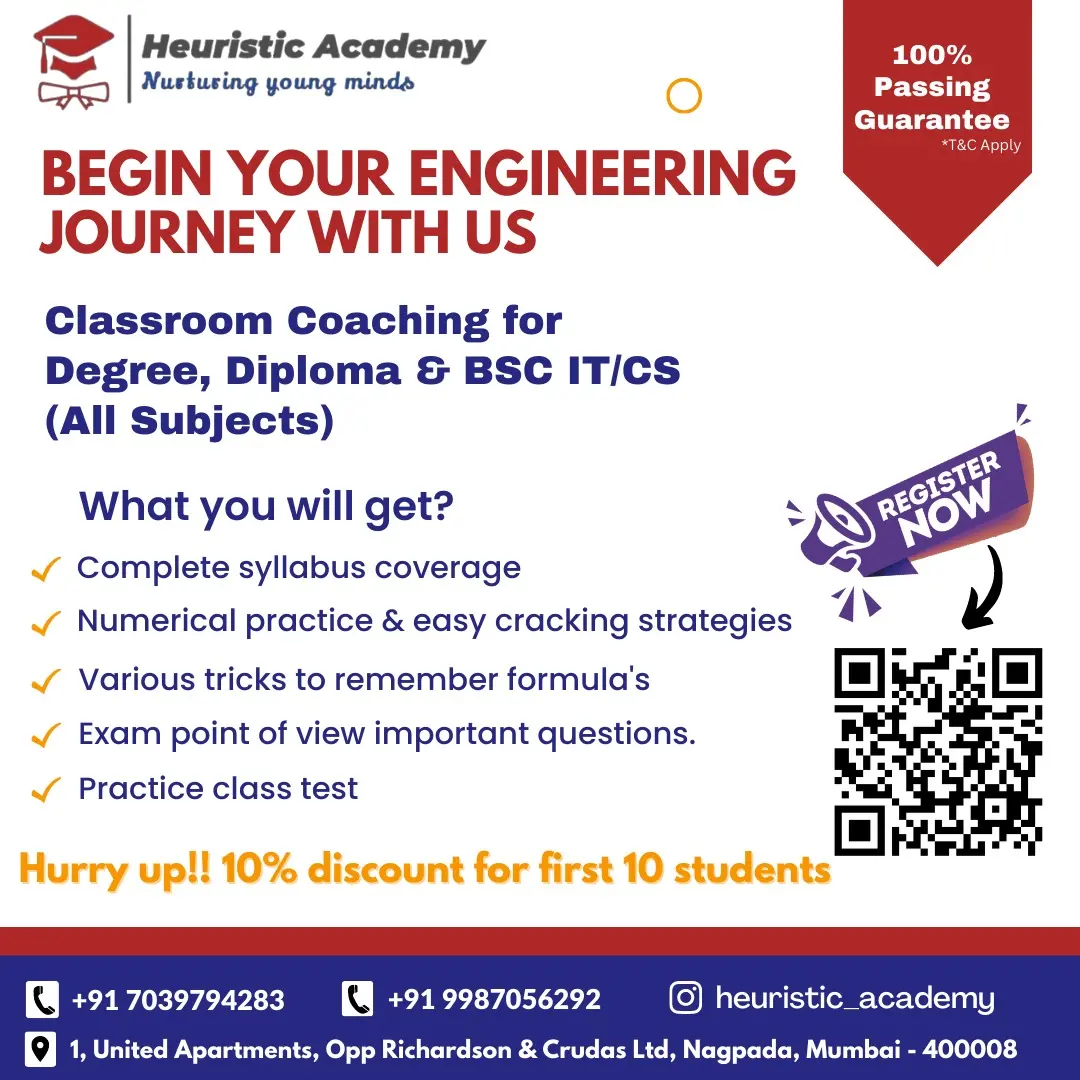 Heuristic Academy
Nurturing young minds
100%
Passing
Guarantee
*T&C Apply
BEGIN YOUR ENGINEERING
JOURNEY WITH US
Classroom Coaching for
Degree, Diploma & BSC IT/CS
(All Subjects)
What you will get?
Complete syllabus coverage
Numerical practice & easy cracking strategies
Various tricks to remember formula's
Exam point of view important questions.
Practice class test
REGISTER
NOW
Hurry up!! 10% discount for first 10 students
+91 7039794283
+91 9987056292
heuristic_academy
1, United Apartments, Opp Richardson & Crudas Ltd, Nagpada, Mumbai - 400008